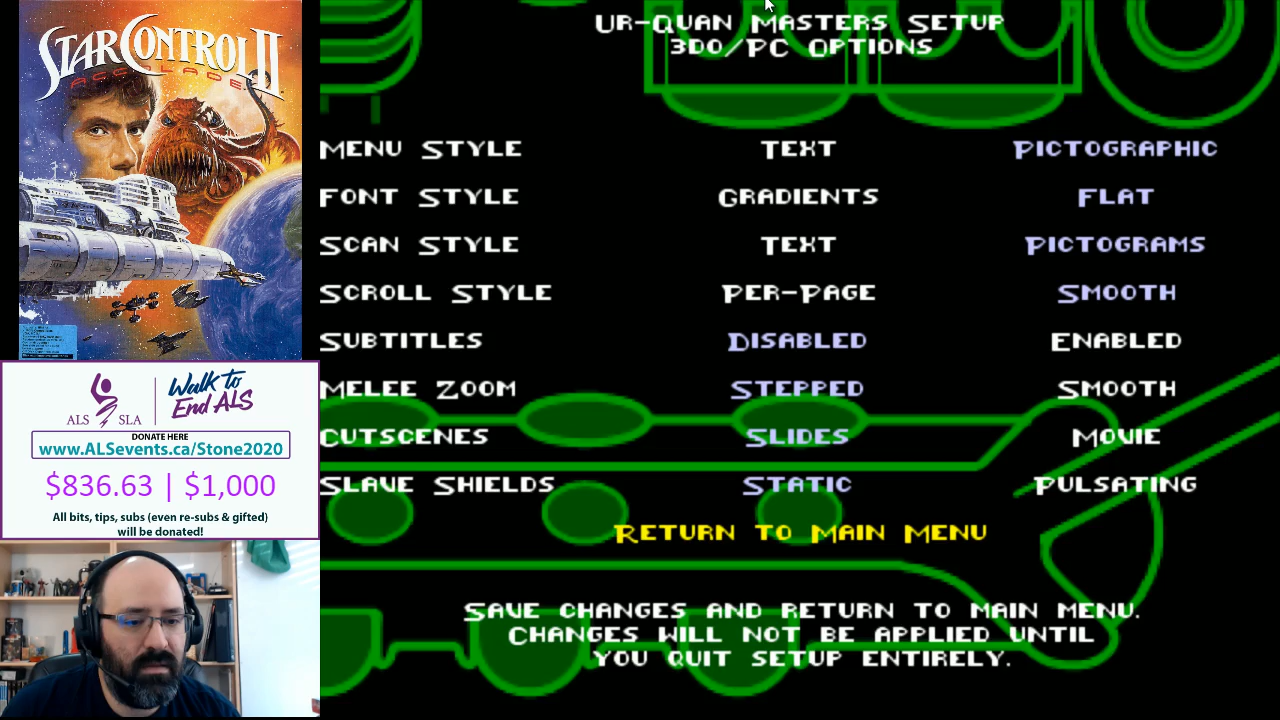 STAR CONTROL II
ACCOLADE
ALS SLA
Walk to
End ALS
DONATE HERE
www.ALSevents.ca/Stone2020
$836.63 | $1,000
All bits, tips, subs (even re-subs & gifted)
will be donated!
UR-QUAN MASTERS SETUP
3DO/PC OPTIONS
MENU STYLE TEXT PICTOGRAPHIC
FONT STYLE GRADIENTS FLAT
SCAN STYLE TEXT PICTOGRAMS
SCROLL STYLE PER-PAGE SMOOTH
SUBTITLES DISABLED ENABLED
MELEE ZOOM STEPPED SMOOTH
CUTSCENES SLIDES MOVIE
SLAVE SHIELDS STATIC PULSATING
RETURN TO MAIN MENU
SAVE CHANGES AND RETURN TO MAIN MENU.
CHANGES WILL NOT BE APPLIED UNTIL
YOU QUIT SETUP ENTIRELY.